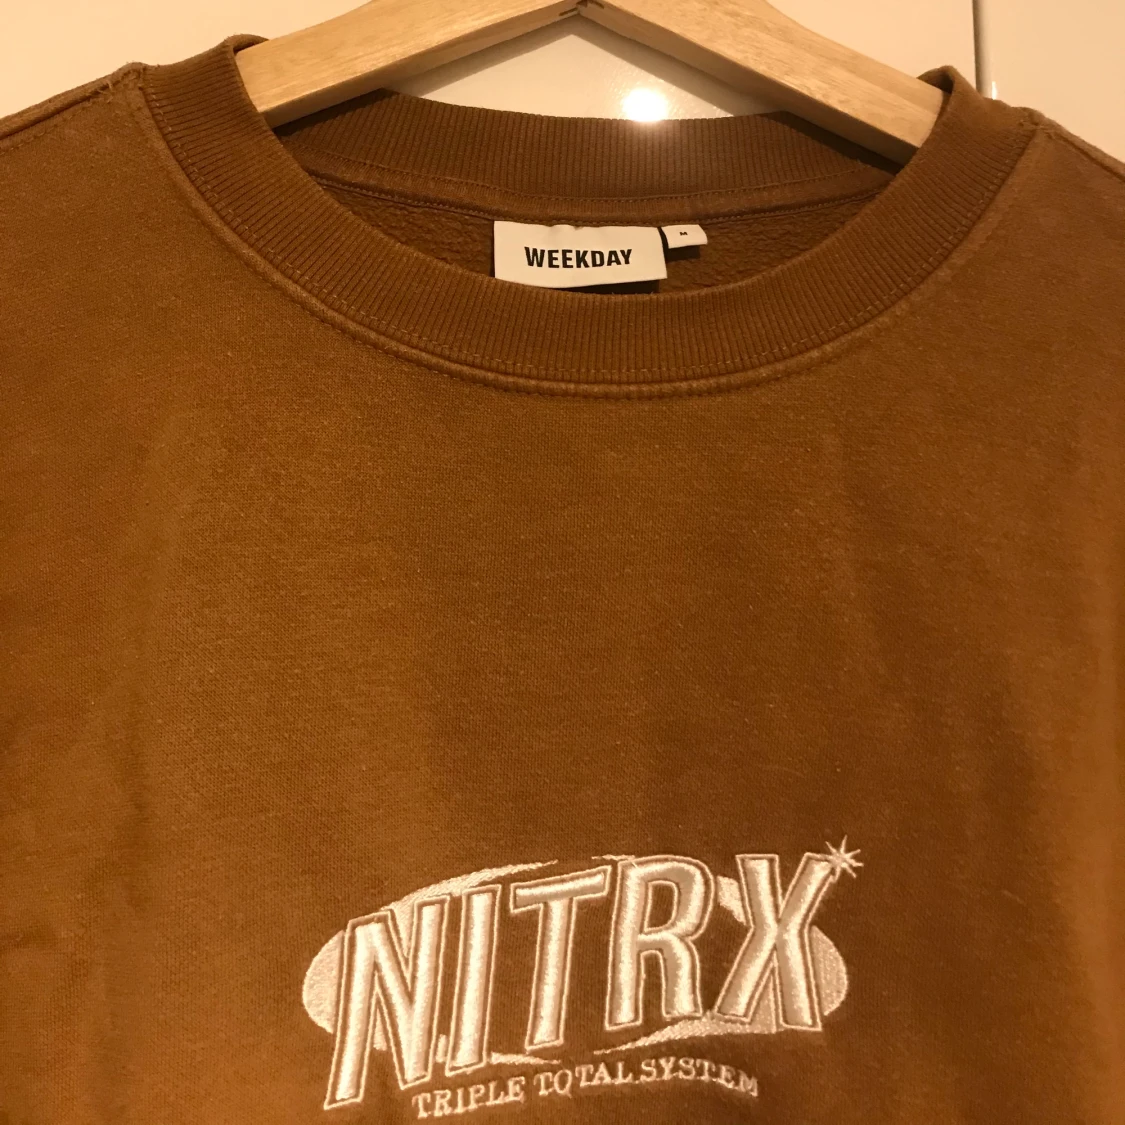 WEEKDAY
M
NITRX
TRIPLE TOTAL SYSTEM